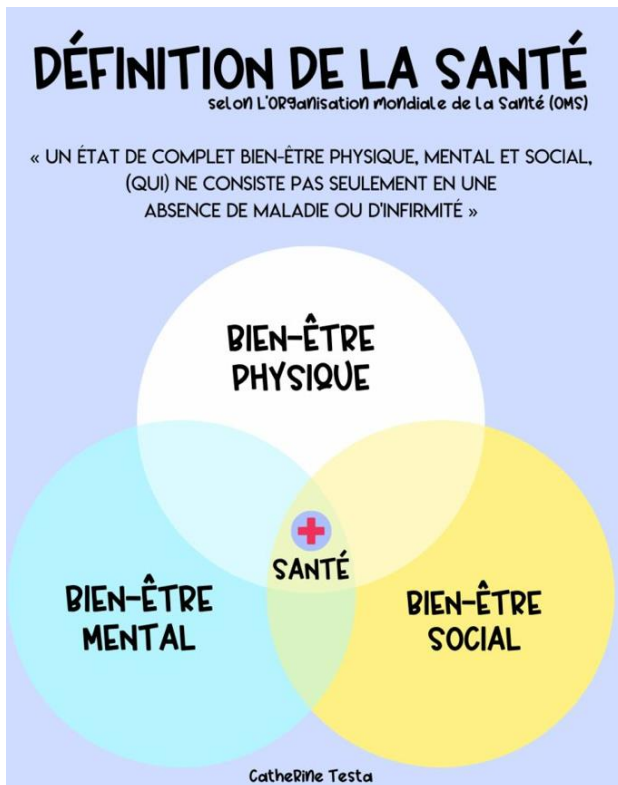 DÉFINITION DE LA SANTÉ
selon L'ORganisation mondiale de la Santé (OMS)
« UN ÉTAT DE COMPLET BIEN-ÊTRE PHYSIQUE, MENTAL ET SOCIAL,
(QUI) NE CONSISTE PAS SEULEMENT EN UNE
ABSENCE DE MALADIE OU D'INFIRMITÉ »
BIEN-ÊTRE
PHYSIQUE
SANTÉ
BIEN-ÊTRE
MENTAL
BIEN-ÊTRE
SOCIAL
CatheRine Testa